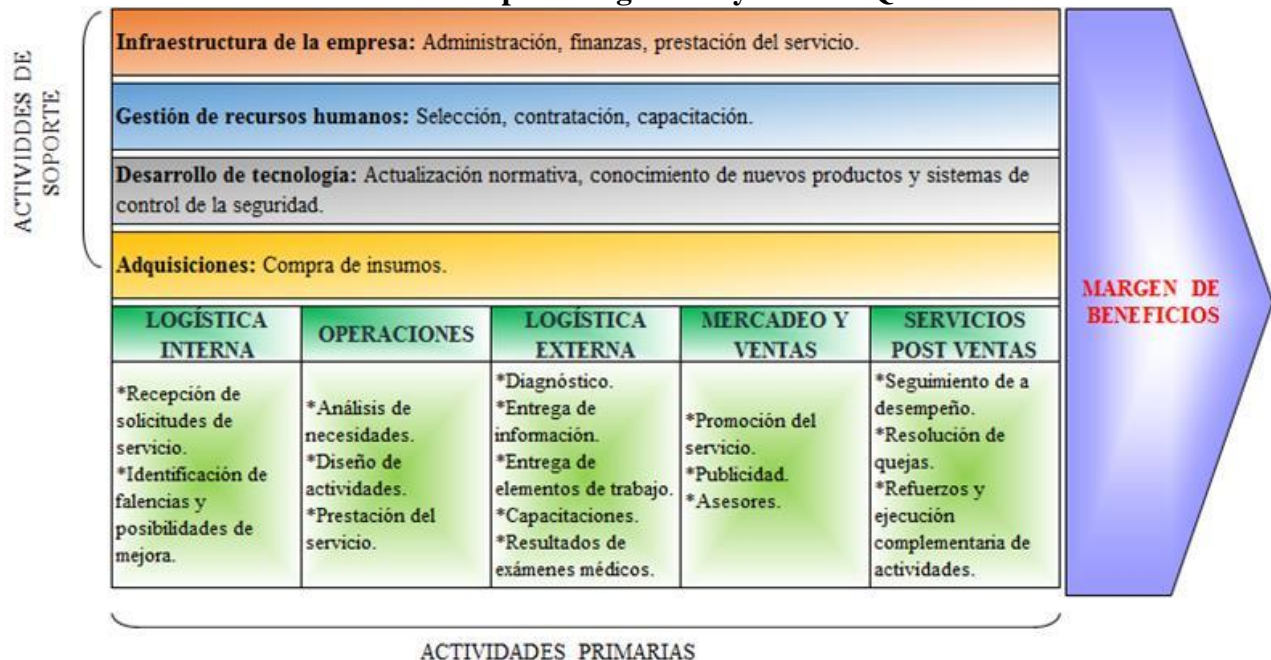 ACTIVIDDES DE
SOPORTE
Infraestructura de la empresa: Administración, finanzas, prestación del servicio.
Gestión de recursos humanos: Selección, contratación, capacitación.
Desarrollo de tecnología: Actualización normativa, conocimiento de nuevos productos y sistemas de
control de la seguridad.
Adquisiciones: Compra de insumos.
LOGÍSTICA
INTERNA
*Recepción de
solicitudes de
servicio.
*Identificación de
falencias y
posibilidades de
mejora.
OPERACIONES
*Análisis de
necesidades.
*Diseño de
actividades.
*Prestación del
servicio.
LOGÍSTICA
EXTERNA
*Diagnóstico.
*Entrega de
información.
*Entrega de
elementos de trabajo.
*Capacitaciones.
*Resultados de
exámenes médicos.
MERCADEO Y
VENTAS
*Promoción del
servicio.
*Publicidad.
*Asesores.
SERVICIOS
POST VENTAS
*Seguimiento de a
desempeño.
*Resolución de
quejas.
*Refuerzos y
ejecución
complementaria de
actividades.
MARGEN DE
BENEFICIOS
ACTIVIDADES PRIMARIAS